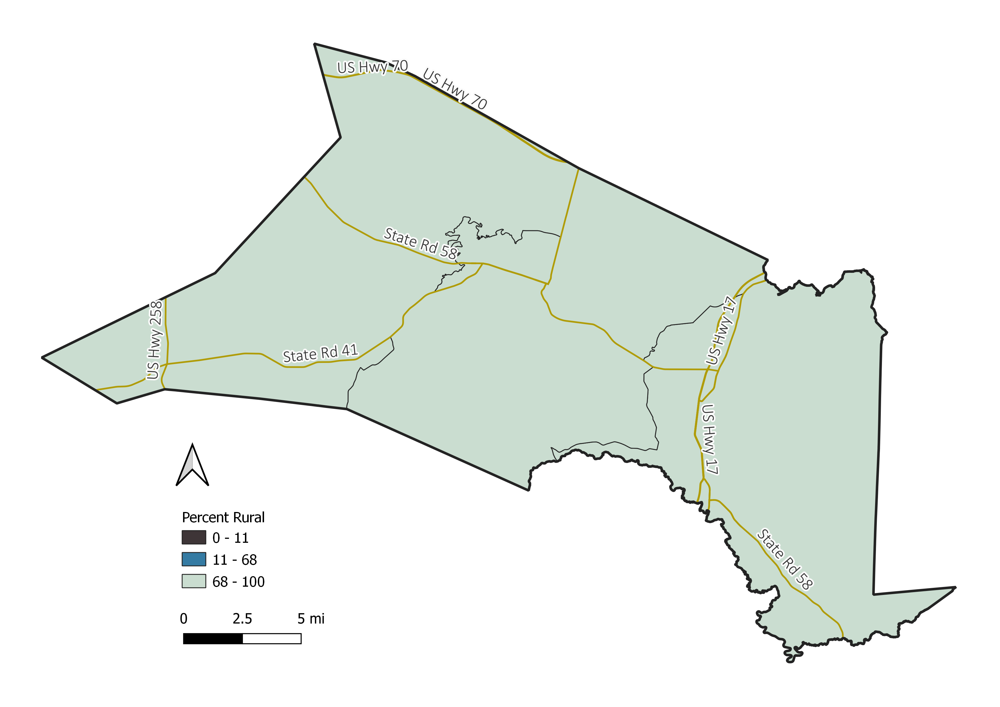 US Hwy 70
US Hwy 70
State Rd 58
US Hwy 258
US Hwy 17
State Rd 41
US Hwy 17
State Rd 58
Percent Rural
0 - 11
11 - 68
68 - 100
0 2.5 5 mi